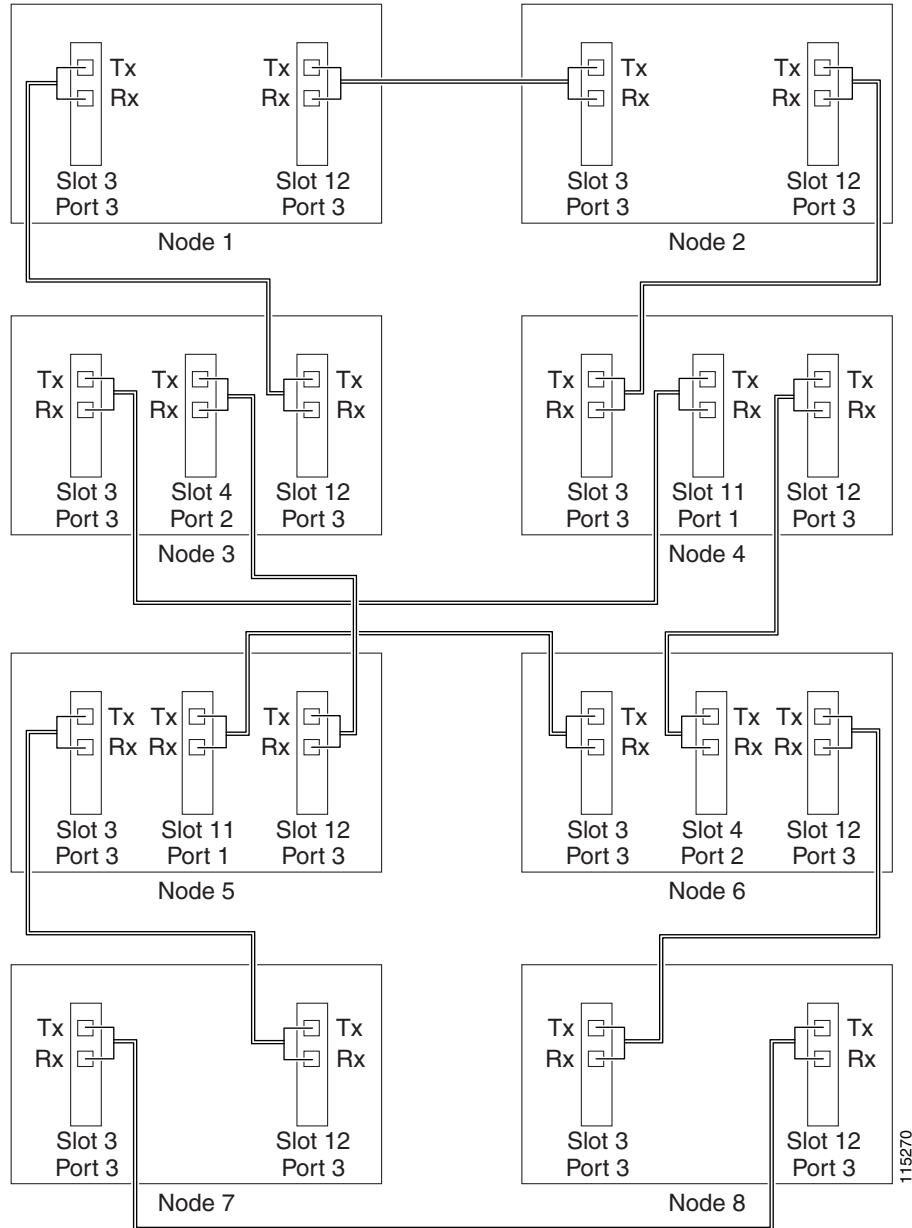 Tx Tx Tx Tx
Rx Rx Rx Rx
Slot 3 Slot 12 Slot 3 Slot 12
Port 3 Port 3 Port 3 Port 3
Node 1 Node 2
Tx Tx Tx Tx Tx Tx
Rx Rx Rx Rx Rx Rx
Slot 3 Slot 4 Slot 12 Slot 3 Slot 11 Slot 12
Port 3 Port 2 Port 3 Port 3 Port 1 Port 3
Node 3 Node 4
Tx Tx Tx Tx Tx Tx
Rx Rx Rx Rx Rx Rx
Slot 3 Slot 11 Slot 12 Slot 3 Slot 4 Slot 12
Port 3 Port 1 Port 3 Port 3 Port 2 Port 3
Node 5 Node 6
Tx Tx Tx Tx
Rx Rx Rx Rx
Slot 3 Slot 12 Slot 3 Slot 12
Port 3 Port 3 Port 3 Port 3
Node 7 Node 8
115270